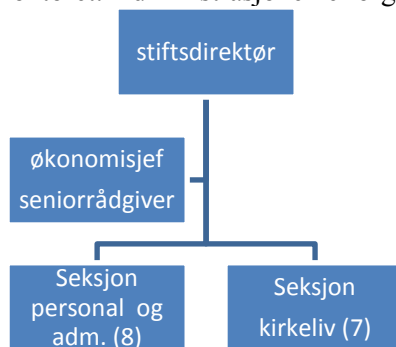 stiftsdirektør
økonomisjef
seniorrådgiver
Seksjon
personal og
adm. (8)
Seksjon
kirkeliv (7)